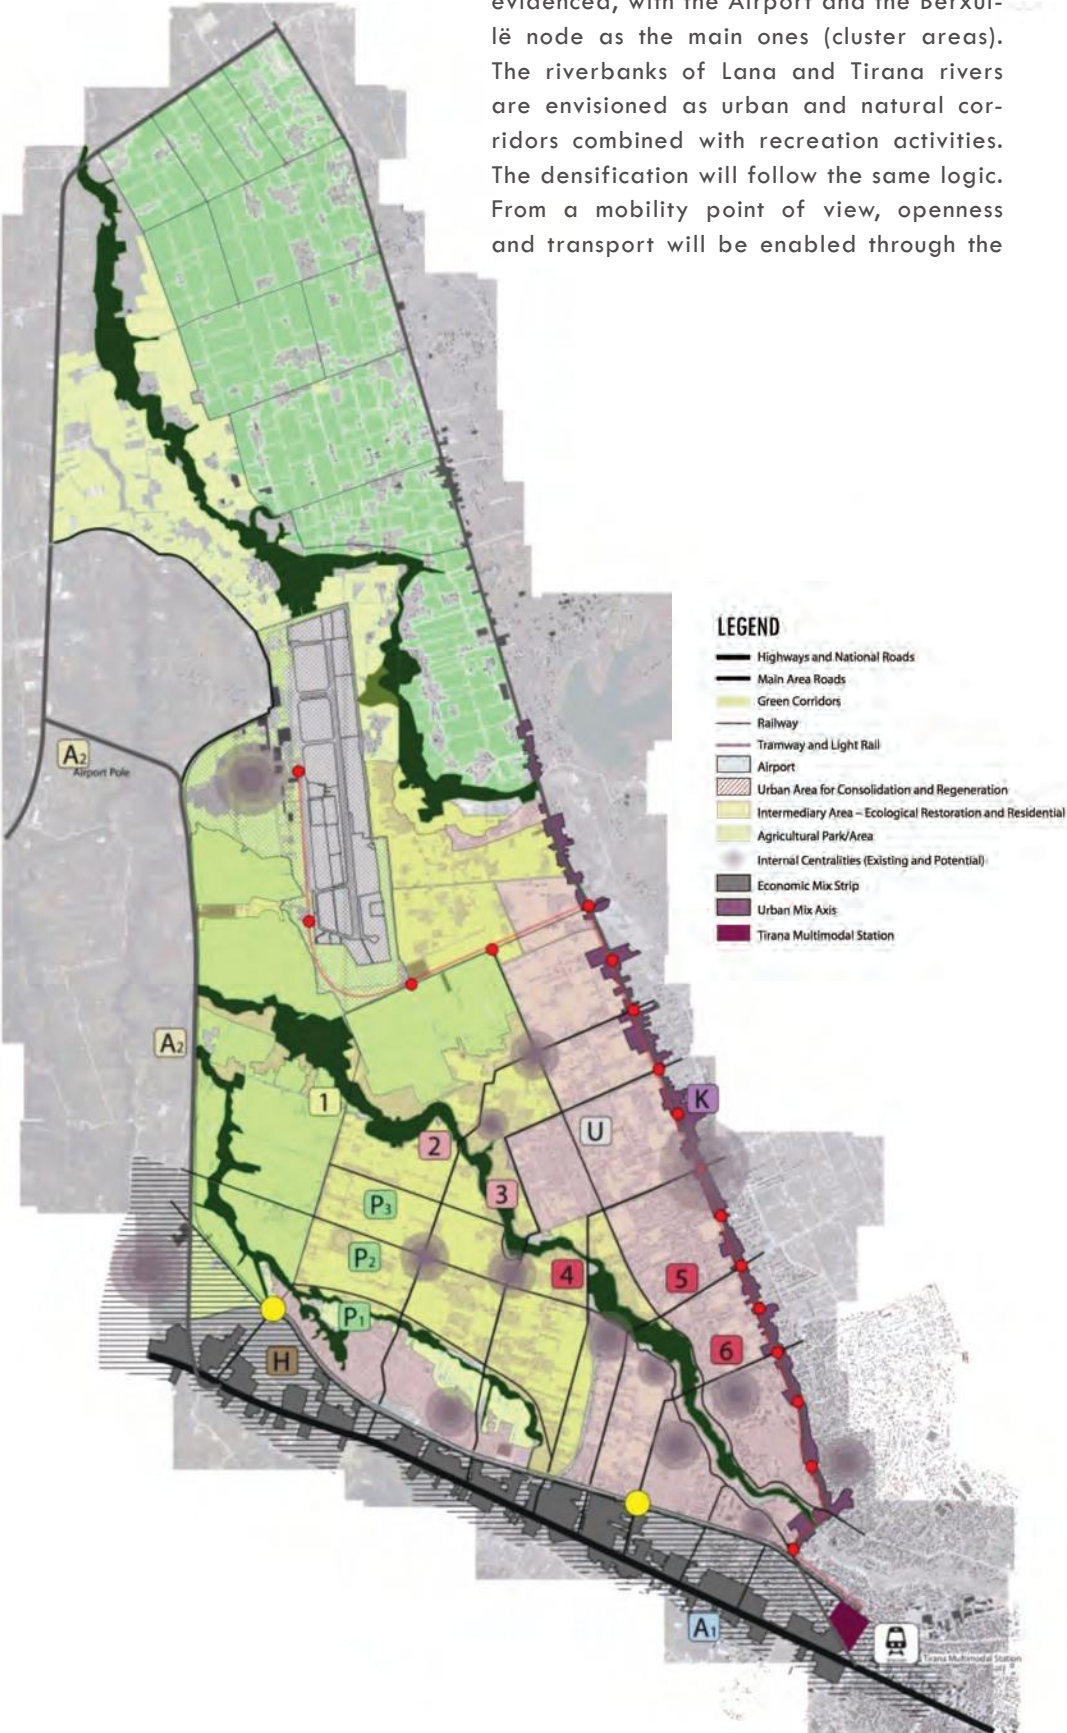 evidenced, with the Airport and the Bërxul-
lë node as the main ones (cluster areas).
The riverbanks of Lana and Tirana rivers
are envisioned as urban and natural cor-
ridors combined with recreation activities.
The densification will follow the same logic.
From a mobility point of view, openness
and transport will be enabled through the
LEGEND
Highways and National Roads
Main Area Roads
Green Corridors
Railway
Tramway and Light Rail
Airport
Urban Area for Consolidation and Regeneration
Intermediary Area – Ecological Restoration and Residential
Agricultural Park/Area
Internal Centralities (Existing and Potential)
Economic Mix Strip
Urban Mix Axis
Tirana Multimodal Station
A2
Airport Pole
A2
1
K
U
2
3
P3
P2
4
5
P1
6
H
A1
Tirana Multimodal Station